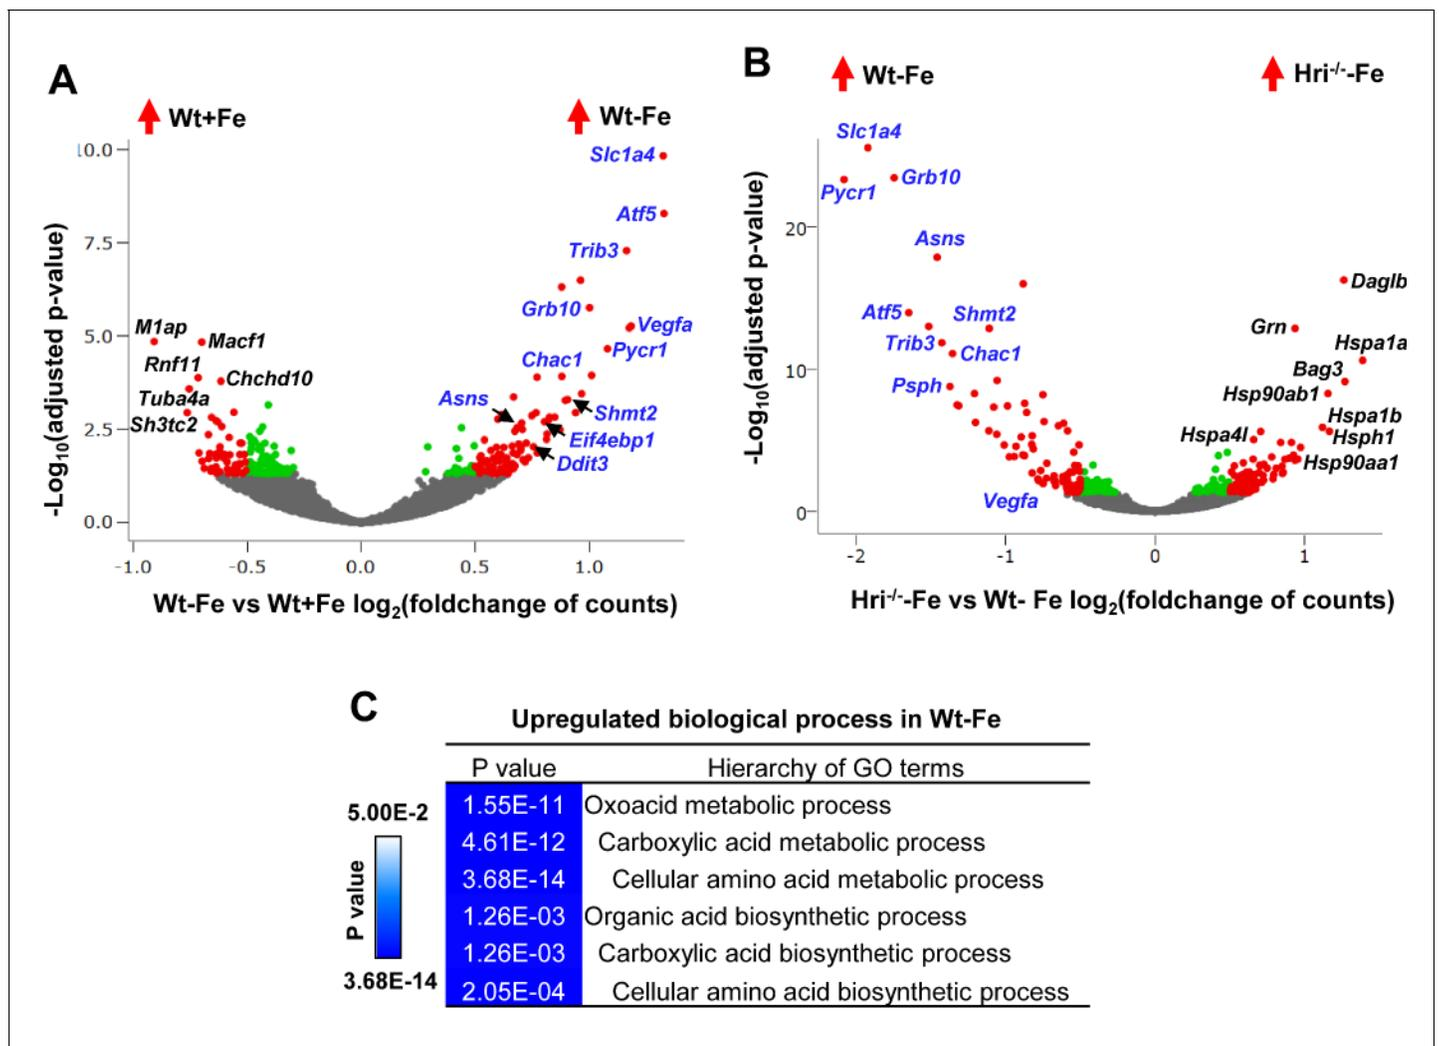 A
Wt+Fe
Wt-Fe
10.0
7.5
5.0
2.5
0.0
-Log10(adjusted p-value)
Slc1a4
Atf5
Trib3
Grb10
Vegfa
Pycr1
Chac1
Asns
Shmt2
Eif4ebp1
Ddit3
M1ap
Macf1
Rnf11
Chchd10
Tuba4a
Sh3tc2
-1.0
-0.5
0.0
0.5
1.0
Wt-Fe vs Wt+Fe log2(foldchange of counts)
B
Wt-Fe
Hri-/--Fe
20
10
0
-Log10(adjusted p-value)
Slc1a4
Grb10
Pycr1
Asns
Atf5
Shmt2
Trib3
Chac1
Psph
Vegfa
Daglb
Grn
Hspa1a
Bag3
Hsp90ab1
Hspa1b
Hspa4l
Hsph1
Hsp90aa1
-2
-1
0
1
Hri-/--Fe vs Wt- Fe log2(foldchange of counts)
C
Upregulated biological process in Wt-Fe
P value Hierarchy of GO terms
1.55E-11 Oxoacid metabolic process
4.61E-12 Carboxylic acid metabolic process
3.68E-14 Cellular amino acid metabolic process
1.26E-03 Organic acid biosynthetic process
1.26E-03 Carboxylic acid biosynthetic process
2.05E-04 Cellular amino acid biosynthetic process
5.00E-2
P value
3.68E-14